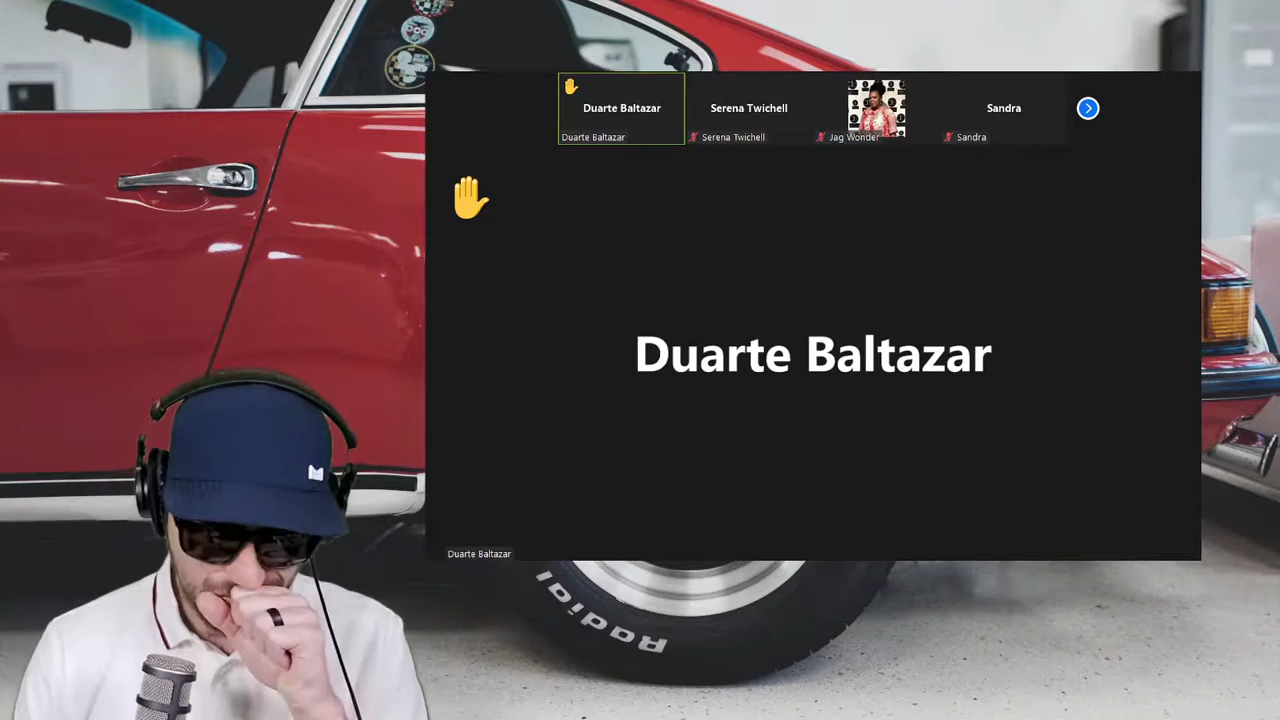 Duarte Baltazar
Serena Twichell
Sandra
Duarte Baltazar
Serena Twichell
Jag Wonder
Sandra
Duarte Baltazar
Duarte Baltazar
Radial